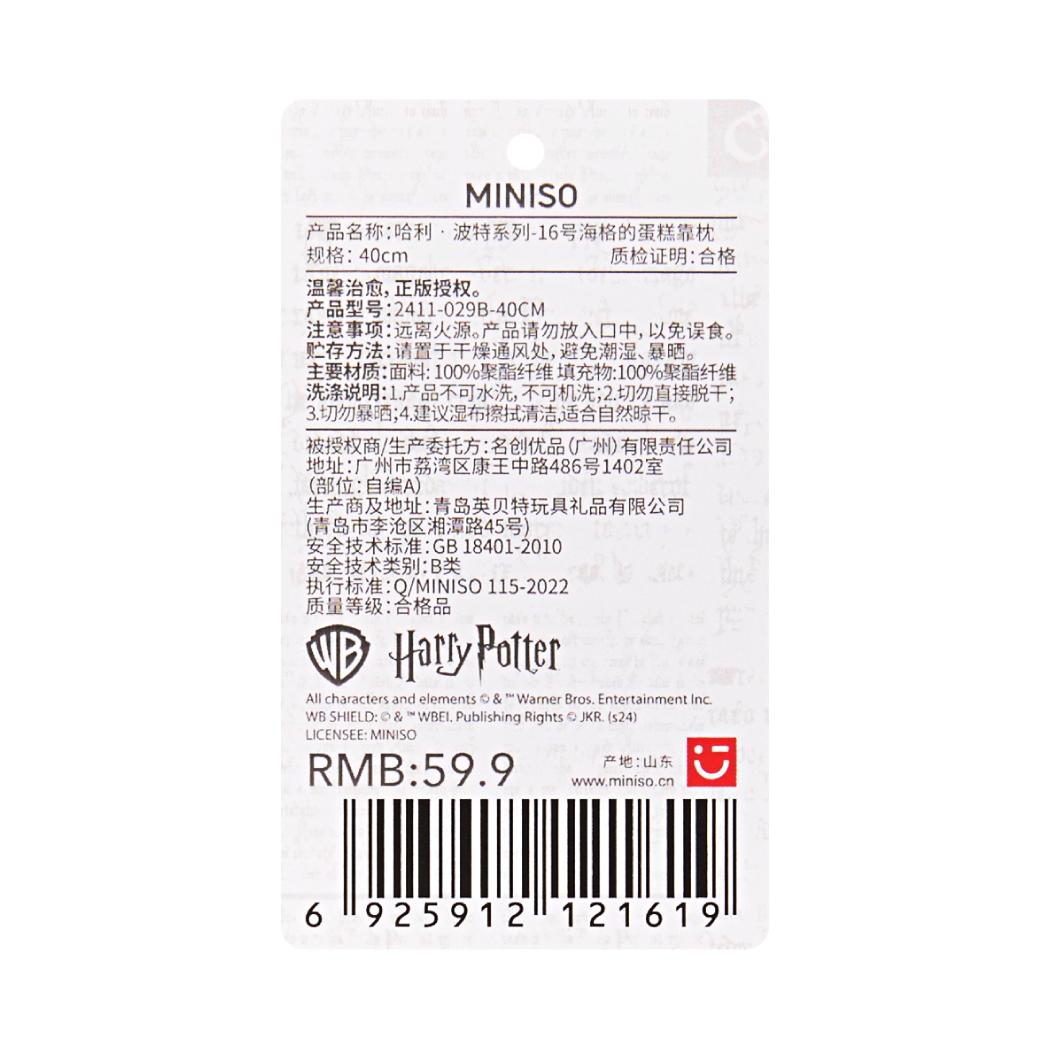 MINISO
产品名称:哈利·波特系列-16号海格的蛋糕靠枕
规格: 40cm 质检证明:合格
温馨治愈,正版授权。
产品型号:2411-029B-40CM
注意事项:远离火源。产品请勿放入口中,以免误食。
贮存方法:请置于干燥通风处,避免潮湿、暴晒。
主要材质:面料: 100%聚酯纤维 填充物:100%聚酯纤维
洗涤说明:1.产品不可水洗,不可机洗;2.切勿直接脱干;
3.切勿暴晒;4.建议湿布擦拭清洁,适合自然晾干。
被授权商/生产委托方:名创优品(广州)有限责任公司
地址:广州市荔湾区康王中路486号1402室
(部位:自编A)
生产商及地址:青岛英贝特玩具礼品有限公司
(青岛市李沧区湘潭路45号)
安全技术标准:GB 18401-2010
安全技术类别:B类
执行标准:Q/MINISO 115-2022
质量等级:合格品
WB Harry Potter
All characters and elements © & ™ Warner Bros. Entertainment Inc.
WB SHIELD: © & ™ WBEI. Publishing Rights © JKR. (s24)
LICENSEE: MINISO
RMB:59.9
产地:山东
www.miniso.cn
6 925912 121619